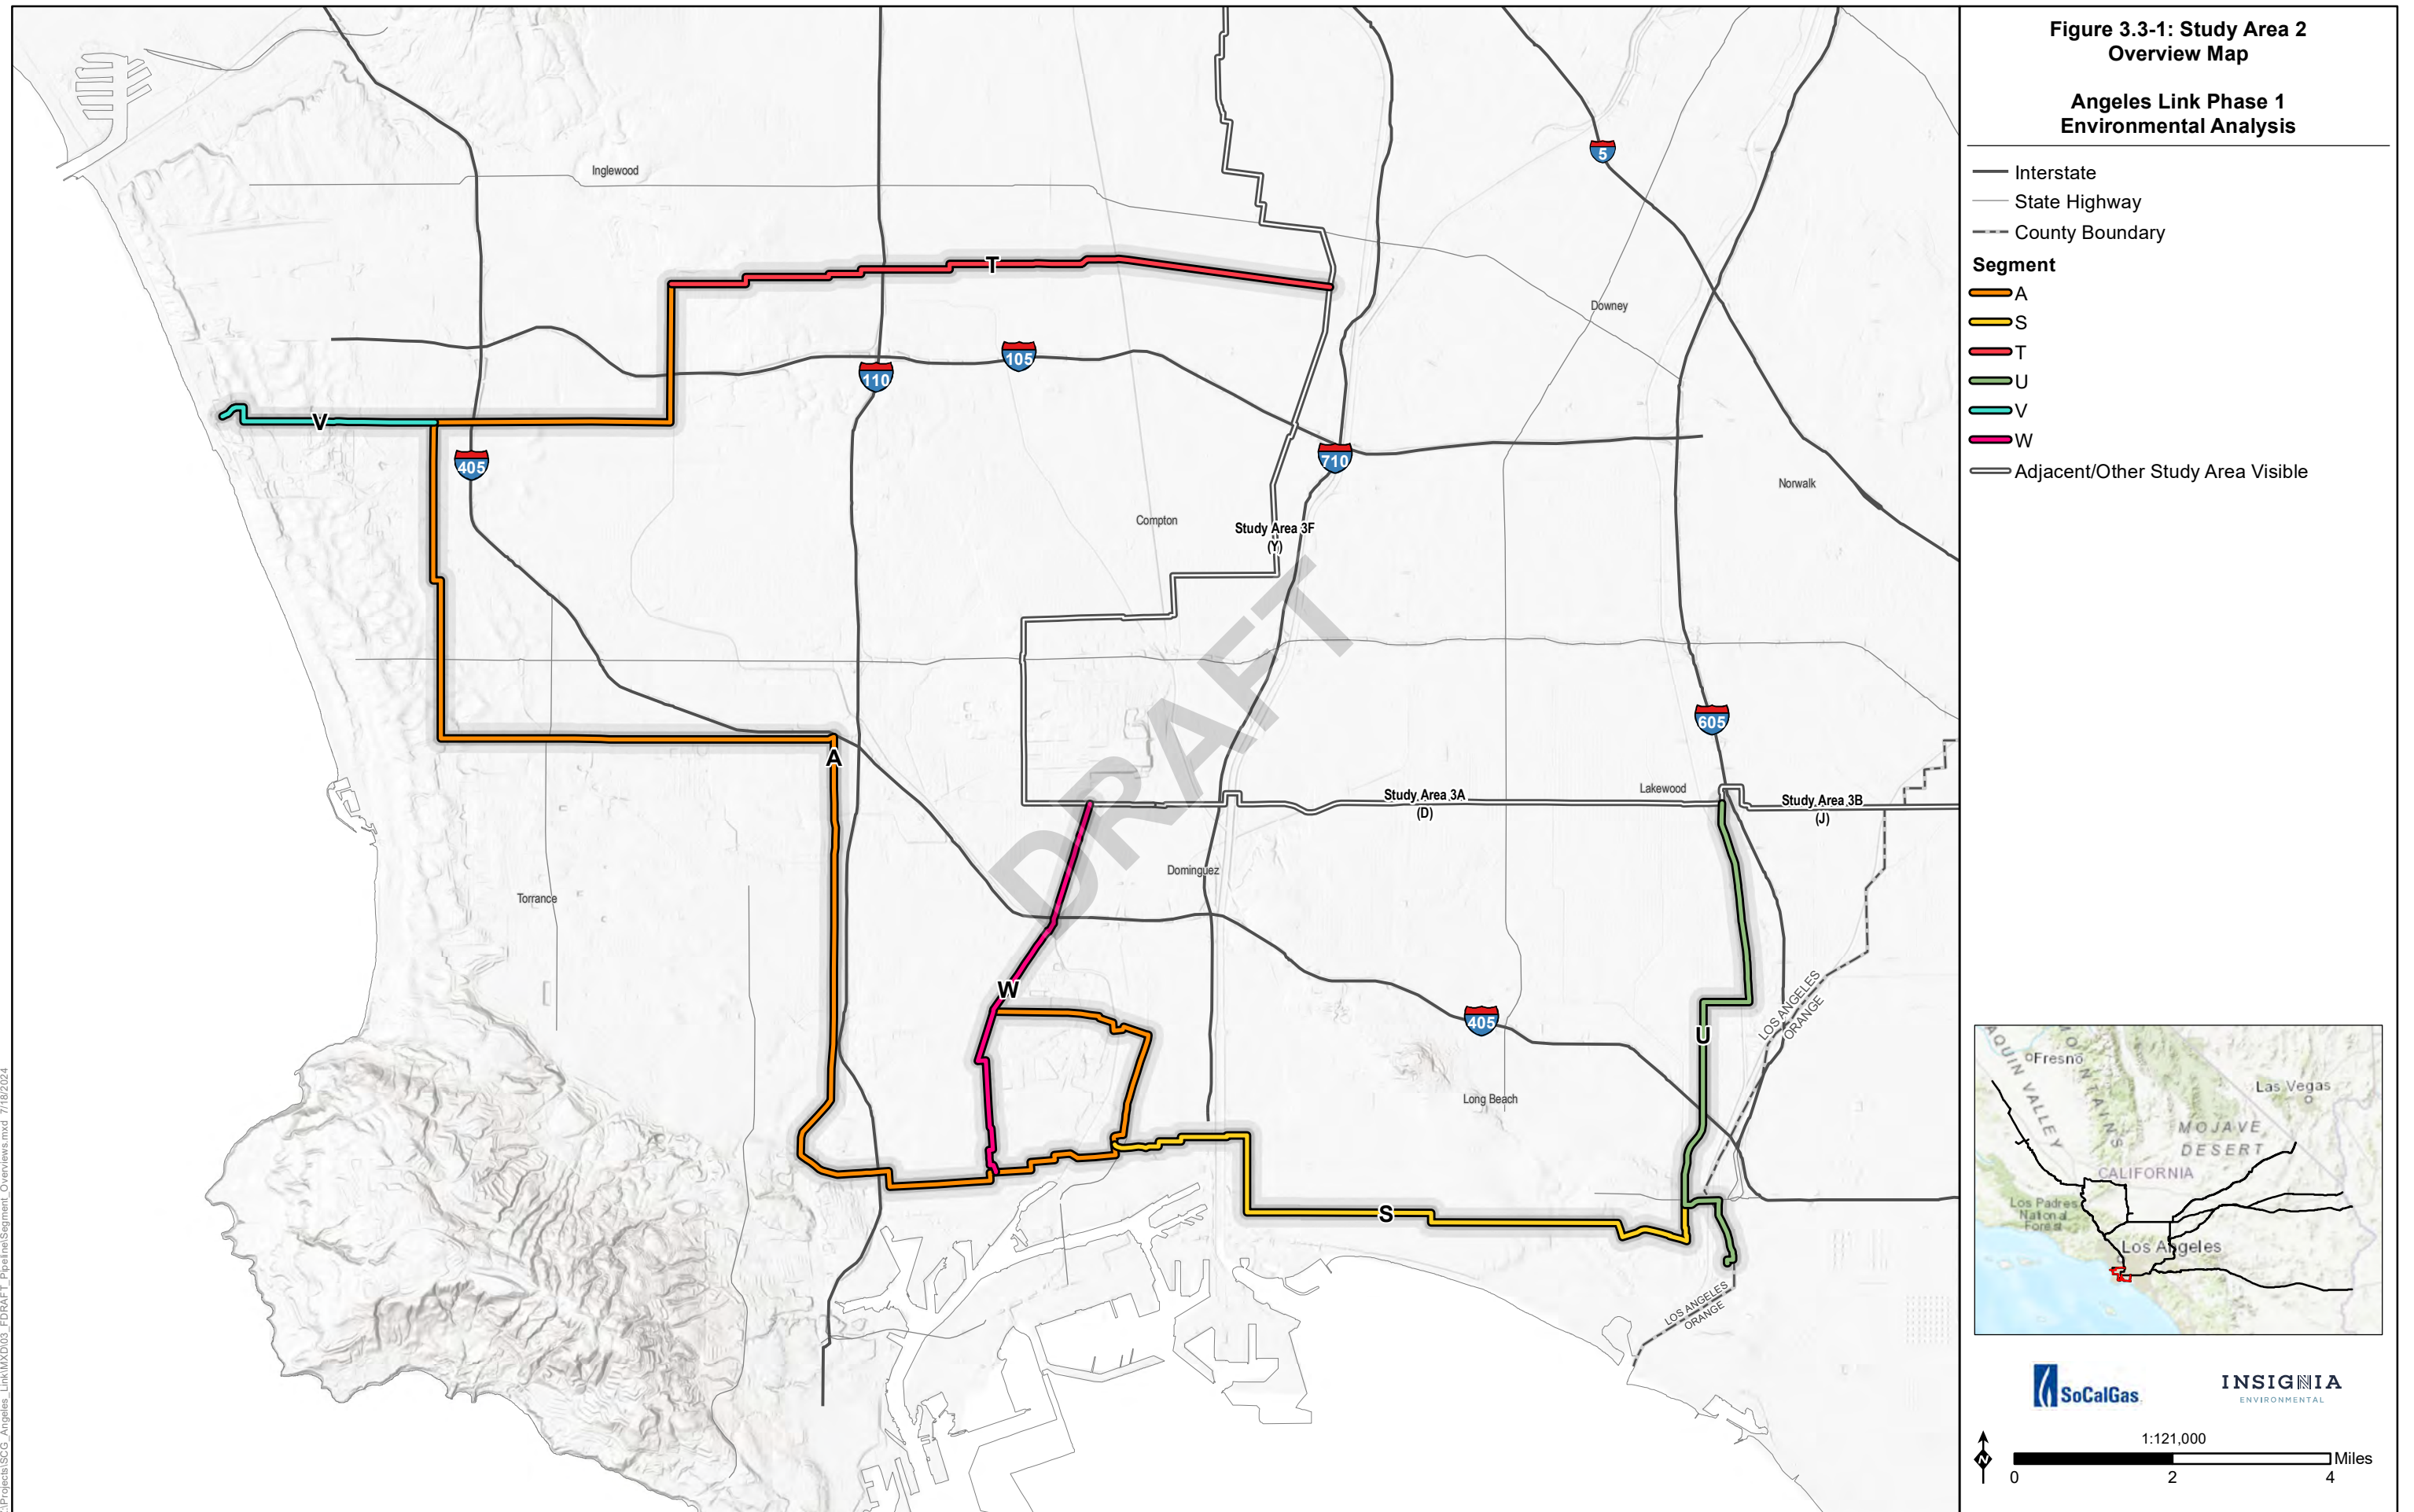 Figure 3.3-1: Study Area 2
Overview Map
Angeles Link Phase 1
Environmental Analysis
Interstate
State Highway
County Boundary
Segment
A
S
T
U
V
W
Adjacent/Other Study Area Visible
Inglewood
5
T
Downey
105
110
V
405
710
Norwalk
Compton
Study Area 3F
(Y)
DRAFT
605
A
Lakewood
Study Area 3A
(D)
Study Area 3B
(J)
Dominguez
Torrance
W
LOS ANGELES
ORANGE
405
U
Long Beach
S
LOS ANGELES
ORANGE
Fresno
Las Vegas
MOJAVE
DESERT
CALIFORNIA
Los Padres
National
Forest
Los Angeles
SoCalGas
INSIGNIA
ENVIRONMENTAL
1:121,000
N
Miles
0 2 4